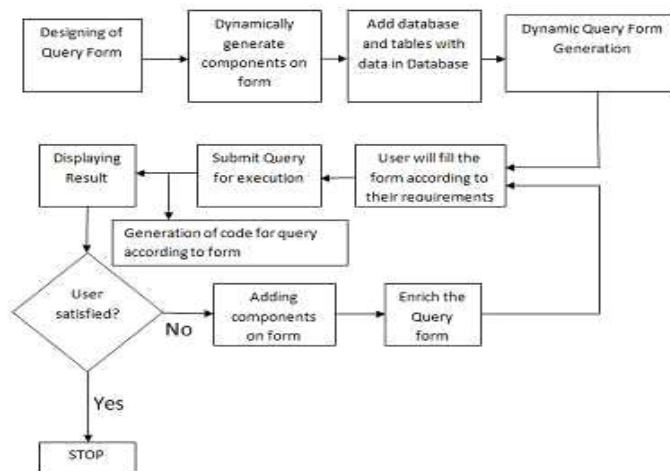 Designing of
Query Form
Dynamically
generate
components on
form
Add database
and tables with
data in Database
Dynamic Query Form
Generation
Displaying
Result
Submit Query
for execution
User will fill the
form according to
their requirements
Generation of code for query
according to form
User
satisfied?
No
Adding
components
on form
Enrich the
Query
form
Yes
STOP